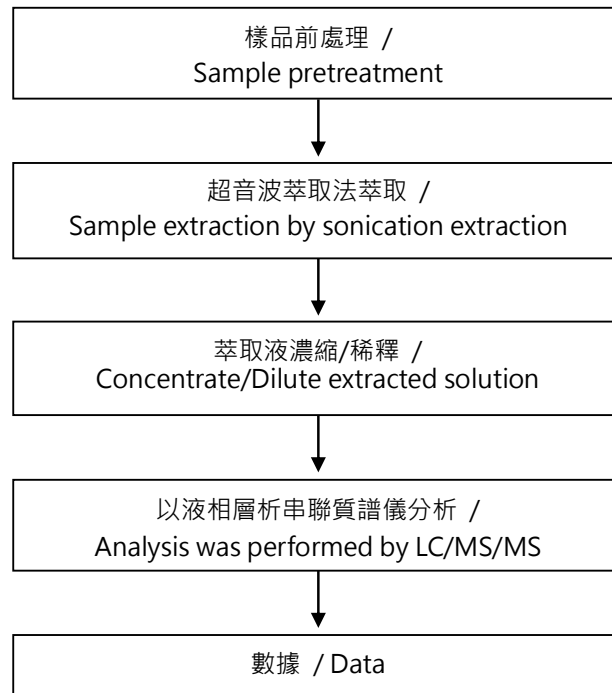 樣品前處理 /
Sample pretreatment
超音波萃取法萃取 /
Sample extraction by sonication extraction
萃取液濃縮/稀釋 /
Concentrate/Dilute extracted solution
以液相層析串聯質譜儀分析 /
Analysis was performed by LC/MS/MS
數據 / Data